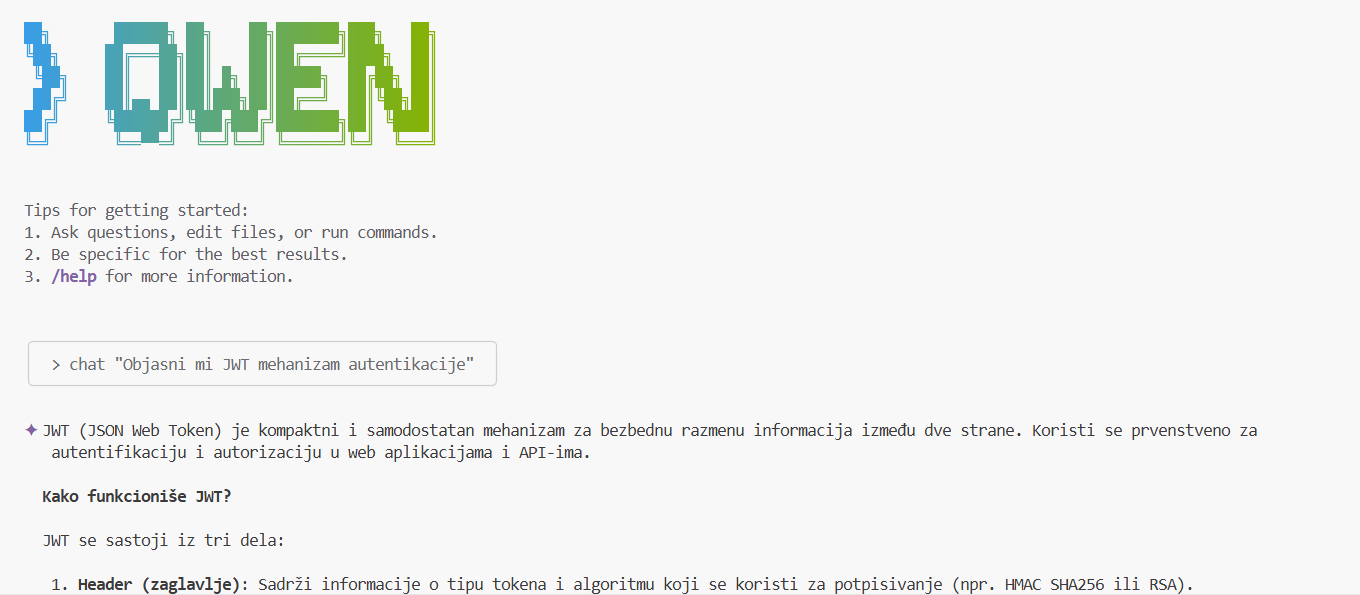 > QWEN
Tips for getting started:
1. Ask questions, edit files, or run commands.
2. Be specific for the best results.
3. /help for more information.
> chat "Objasni mi JWT mehanizam autentikacije"
✦ JWT (JSON Web Token) je kompaktni i samodostatan mehanizam za bezbednu razmenu informacija između dve strane. Koristi se prvenstveno za
autentifikaciju i autorizaciju u web aplikacijama i API-ima.
Kako funkcioniše JWT?
JWT se sastoji iz tri dela:
1. Header (zaglavlje): Sadrži informacije o tipu tokena i algoritmu koji se koristi za potpisivanje (npr. HMAC SHA256 ili RSA).